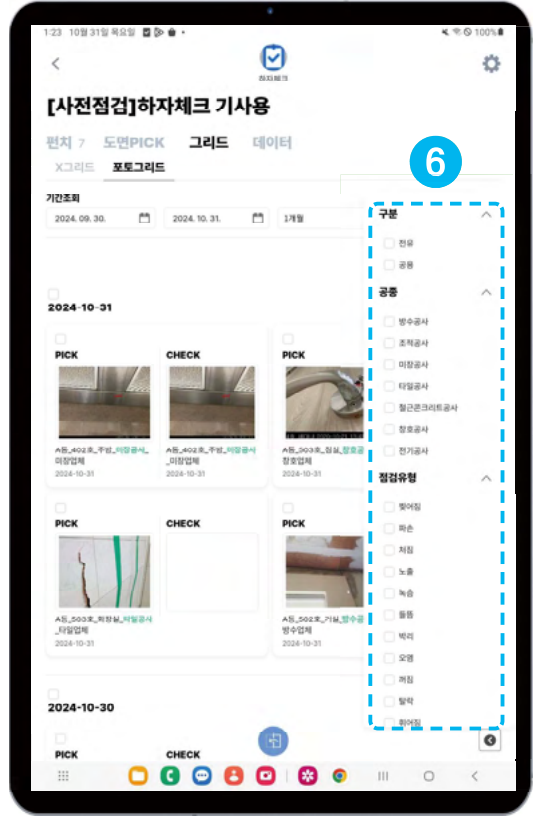 1:23 10월 31일 목요일
100%
하자체크
[사전점검]하자체크 기사용
펀치 7 도면PICK 그리드 데이터
X그리드 포토그리드
6
기간조회
2024. 09. 30. 2024. 10. 31. 1개월
구분
전유
공용
공종
방수공사
조적공사
미장공사
타일공사
철근콘크리트공사
창호공사
전기공사
점검유형
찢어짐
파손
처짐
노출
녹슴
들뜸
박리
오염
꺼짐
탈락
휘어짐
2024-10-31
PICK CHECK PICK
A동_402호_주방_미장공사_
미장업체
2024-10-31
A동_402호_주방_미장공사
_미장업체
2024-10-31
A동_303호_침실_창호공
창호업체
2024-10-31
PICK CHECK PICK
A동_503호_화장실_타일공사
_타일업체
2024-10-31
A동_502호_거실_방수공
방수업체
2024-10-31
2024-10-30
PICK CHECK